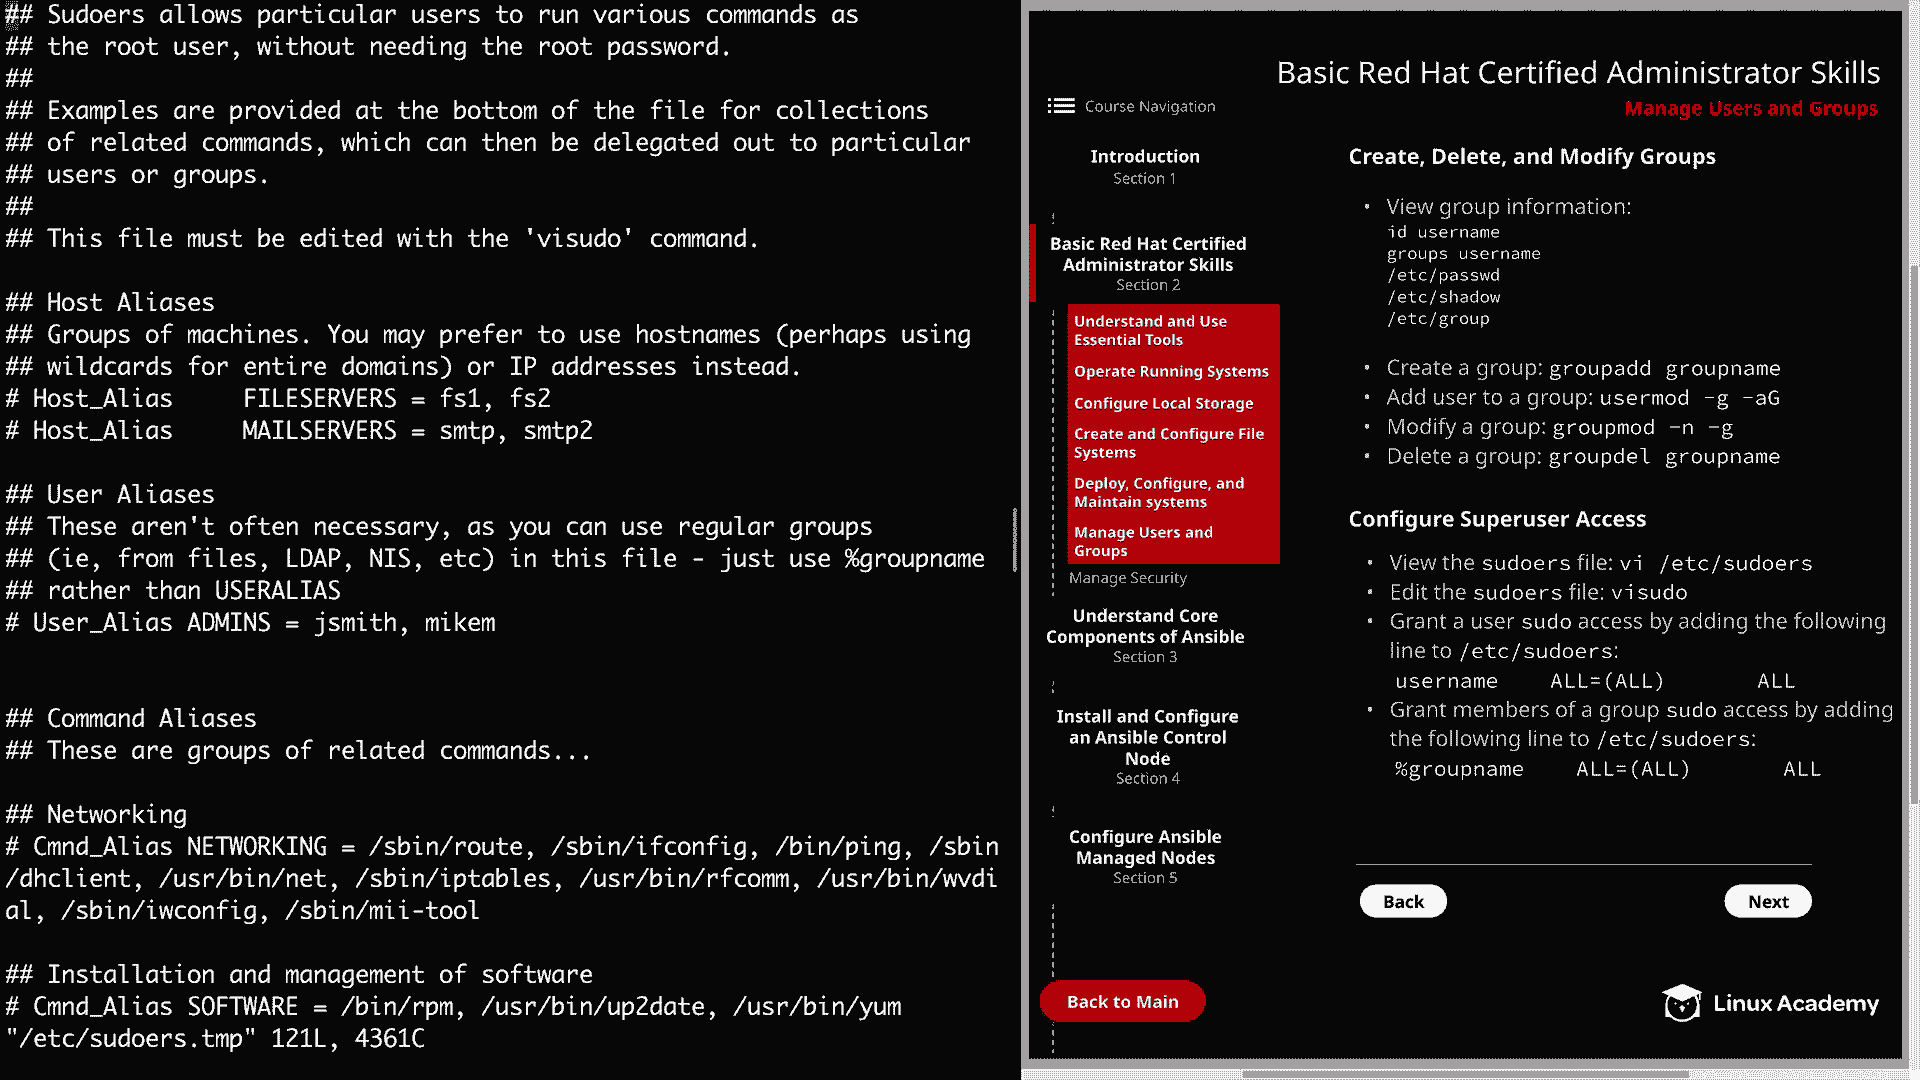 ## Sudoers allows particular users to run various commands as
## the root user, without needing the root password.
##
## Examples are provided at the bottom of the file for collections
## of related commands, which can then be delegated out to particular
## users or groups.
##
## This file must be edited with the 'visudo' command.
## Host Aliases
## Groups of machines. You may prefer to use hostnames (perhaps using
## wildcards for entire domains) or IP addresses instead.
# Host_Alias     FILESERVERS = fs1, fs2
# Host_Alias     MAILSERVERS = smtp, smtp2
## User Aliases
## These aren't often necessary, as you can use regular groups
## (ie, from files, LDAP, NIS, etc) in this file - just use %groupname
## rather than USERALIAS
# User_Alias ADMINS = jsmith, mikem
## Command Aliases
## These are groups of related commands...
## Networking
# Cmnd_Alias NETWORKING = /sbin/route, /sbin/ifconfig, /bin/ping, /sbin
/dhclient, /usr/bin/net, /sbin/iptables, /usr/bin/rfcomm, /usr/bin/wvdi
al, /sbin/iwconfig, /sbin/mii-tool
## Installation and management of software
# Cmnd_Alias SOFTWARE = /bin/rpm, /usr/bin/up2date, /usr/bin/yum
"/etc/sudoers.tmp" 121L, 4361C
Basic Red Hat Certified Administrator Skills
Manage Users and Groups
Course Navigation
Introduction
Section 1
Basic Red Hat Certified
Administrator Skills
Section 2
Understand and Use
Essential Tools
Operate Running Systems
Configure Local Storage
Create and Configure File
Systems
Deploy, Configure, and
Maintain systems
Manage Users and
Groups
Manage Security
Understand Core
Components of Ansible
Section 3
Install and Configure
an Ansible Control
Node
Section 4
Configure Ansible
Managed Nodes
Section 5
Back to Main
Create, Delete, and Modify Groups
• View group information:
id username
groups username
/etc/passwd
/etc/shadow
/etc/group
• Create a group: groupadd groupname
• Add user to a group: usermod -g -aG
• Modify a group: groupmod -n -g
• Delete a group: groupdel groupname
Configure Superuser Access
• View the sudoers file: vi /etc/sudoers
• Edit the sudoers file: visudo
• Grant a user sudo access by adding the following
line to /etc/sudoers:
username    ALL=(ALL)    ALL
• Grant members of a group sudo access by adding
the following line to /etc/sudoers:
%groupname    ALL=(ALL)    ALL
Back
Next
Linux Academy